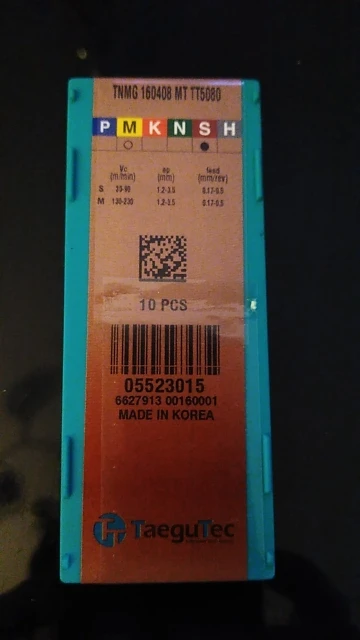 TNMG 160408 MT TT5080
P M K N S H
Vc ap feed
(m/min) (mm) (mm/rev)
S 1.2-3.5 0.17-0.5
M 130-230 1.2-3.5 0.17-0.5
10 PCS
05523015
6627913 00160001
MADE IN KOREA
TaeguTec